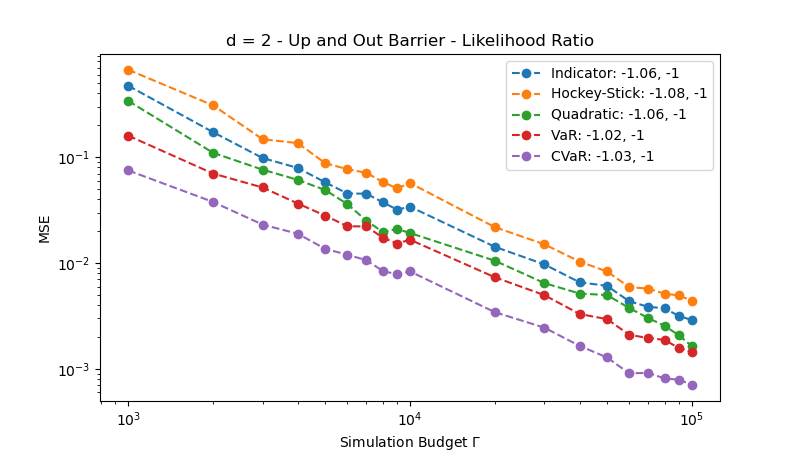 d = 2 - Up and Out Barrier - Likelihood Ratio
Indicator: -1.06, -1
Hockey-Stick: -1.08, -1
Quadratic: -1.06, -1
VaR: -1.02, -1
CVaR: -1.03, -1
MSE
10⁻¹
10⁻²
10⁻³
10³ 10⁴ 10⁵
Simulation Budget Γ